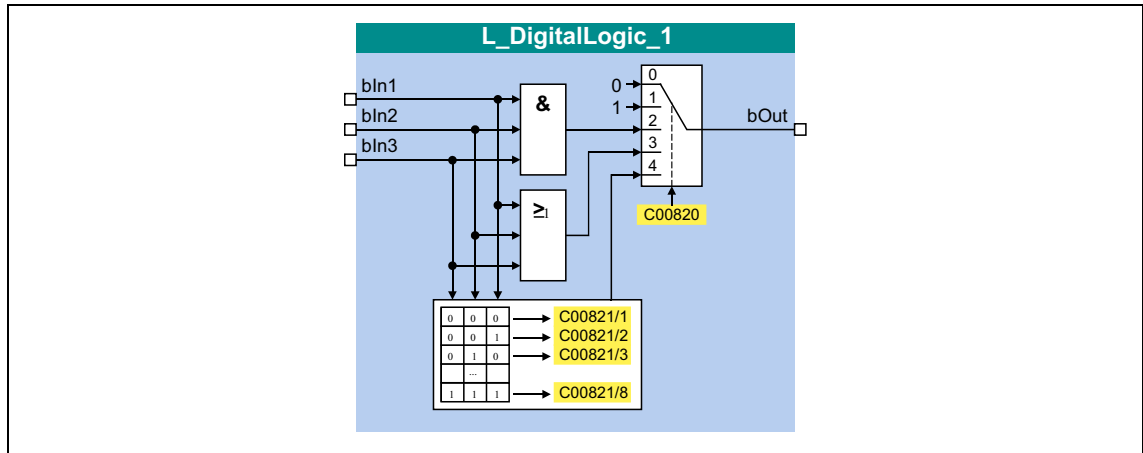 L_DigitalLogic_1
bIn1
bIn2
bIn3
&
≥1
0
1
0
1
2
3
4
bOut
C00820
0 0 0
C00821/1
0 0 1
C00821/2
0 1 0
C00821/3
...
1 1 1
C00821/8